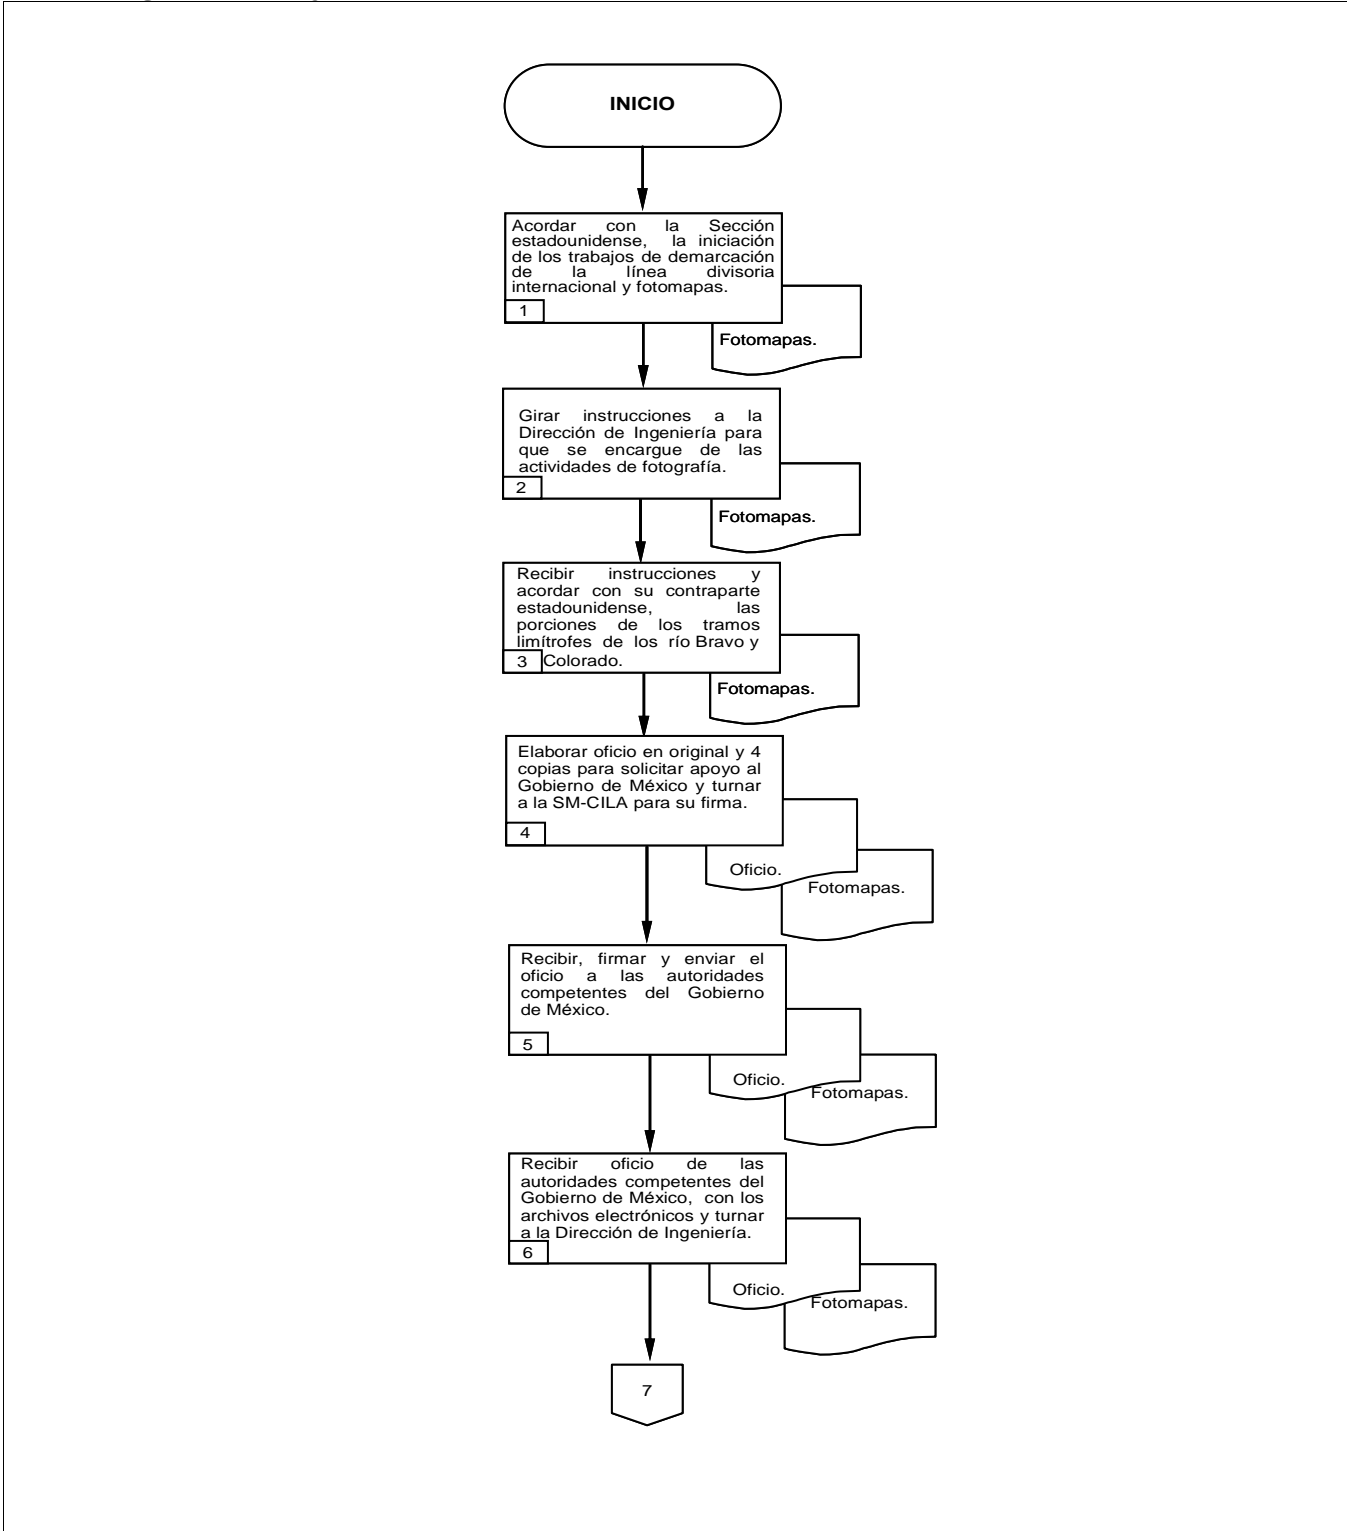 INICIO
Acordar con la Sección
estadounidense, la iniciación
de los trabajos de demarcación
de la línea divisoria
internacional y fotomapas.
1
Fotomapas.
Girar instrucciones a la
Dirección de Ingeniería para
que se encargue de las
actividades de fotografía.
2
Fotomapas.
Recibir instrucciones y
acordar con su contraparte
estadounidense, las
porciones de los tramos
limítrofes de los río Bravo y
Colorado.
3
Fotomapas.
Elaborar oficio en original y 4
copias para solicitar apoyo al
Gobierno de México y turnar
a la SM-CILA para su firma.
4
Oficio.
Fotomapas.
Recibir, firmar y enviar el
oficio a las autoridades
competentes del Gobierno
de México.
5
Oficio.
Fotomapas.
Recibir oficio de las
autoridades competentes del
Gobierno de México, con los
archivos electrónicos y turnar
a la Dirección de Ingeniería.
6
Oficio.
Fotomapas.
7